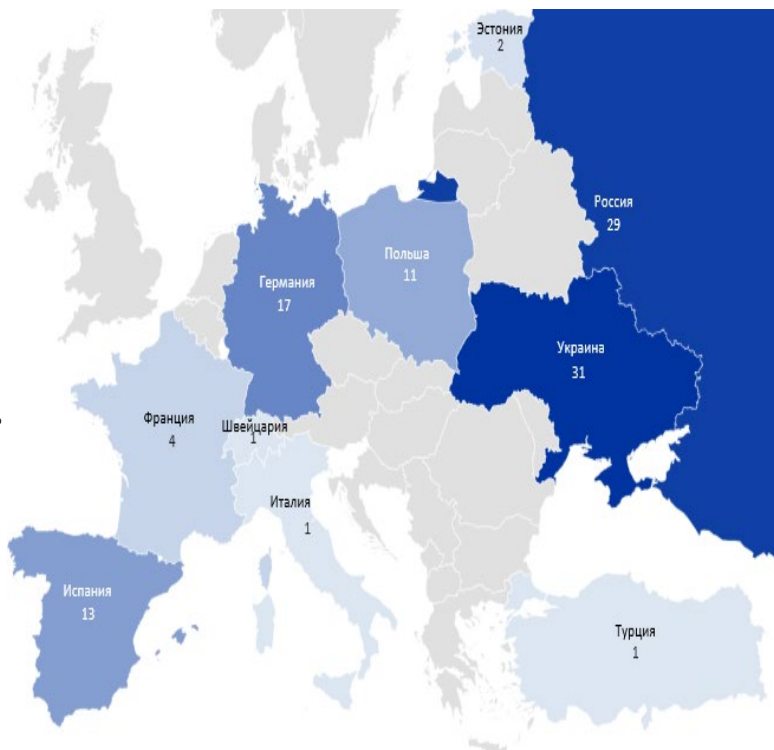 Эстония
2
Россия
29
Польша
11
Германия
17
Украина
31
Франция
4
Швейцария
1
Италия
1
Испания
13
Турция
1